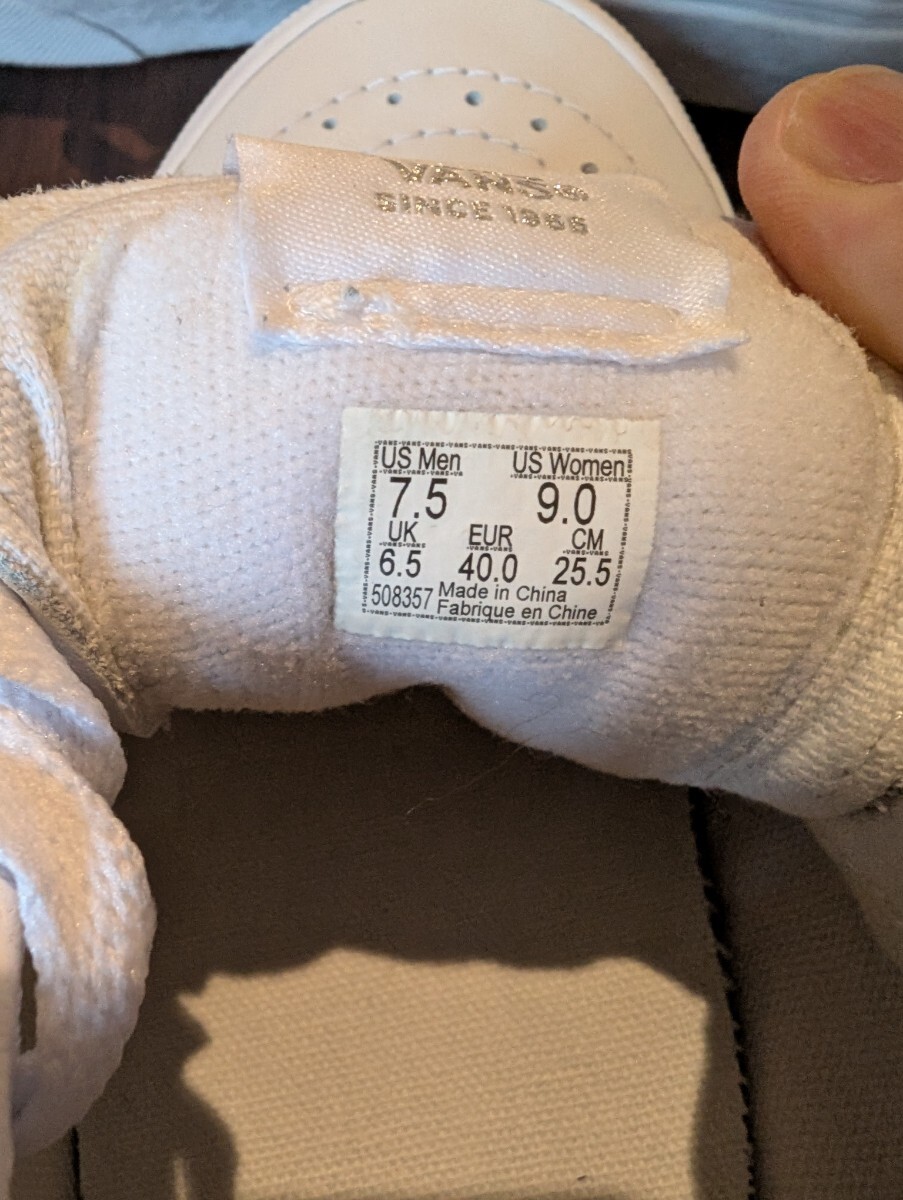 VANS®
SINCE 1966
US Men US Women
7.5 9.0
UK EUR CM
6.5 40.0 25.5
508357 Made in China
Fabrique en Chine